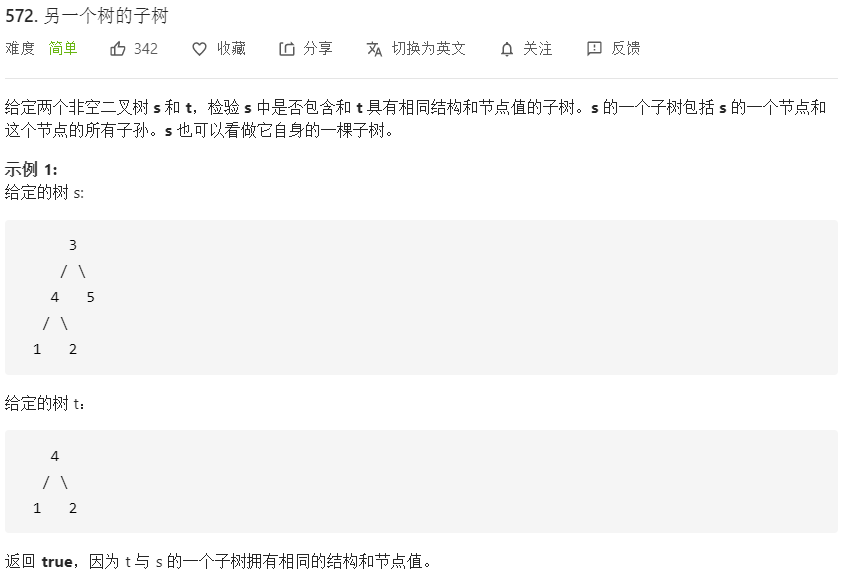 572. 另一个树的子树
难度 简单 342 收藏 分享 切换为英文 关注 反馈
给定两个非空二叉树 s 和 t，检验 s 中是否包含和 t 具有相同结构和节点值的子树。s 的一个子树包括 s 的一个节点和
这个节点的所有子孙。s 也可以看做它自身的一棵子树。
示例 1:
给定的树 s:
3
/ \
4 5
/ \
1 2
给定的树 t：
4
/ \
1 2
返回 true，因为 t 与 s 的一个子树拥有相同的结构和节点值。